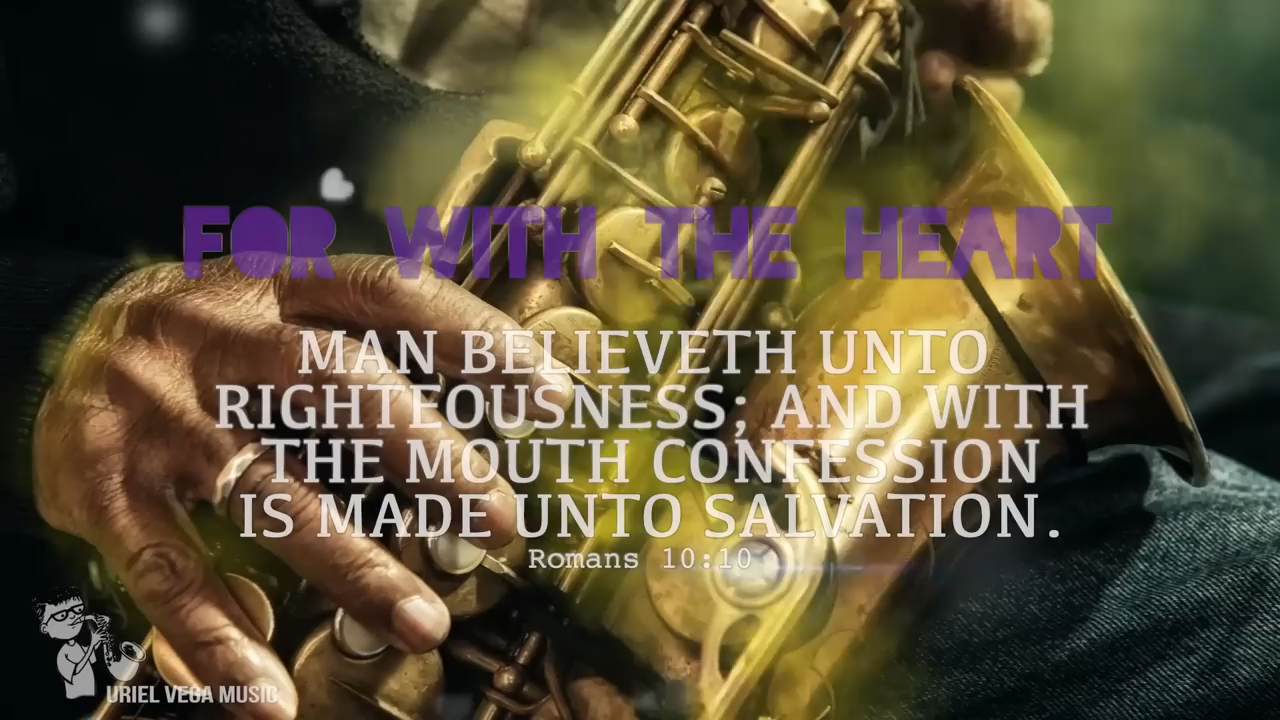 FOR WITH THE HEART
MAN BELIEVETH UNTO
RIGHTEOUSNESS; AND WITH
THE MOUTH CONFESSION
IS MADE UNTO SALVATION.
Romans 10:10
URIEL VEGA MUSIC